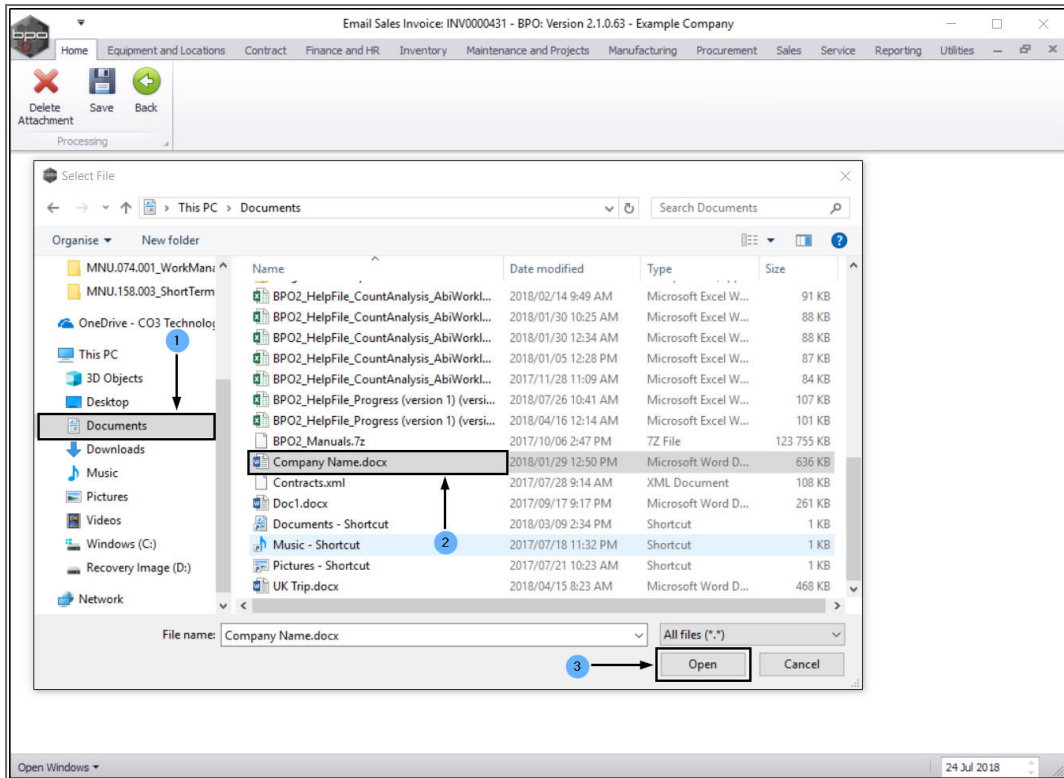 bpo
Email Sales Invoice: INV0000431 - BPO: Version 2.1.0.63 - Example Company
Home Equipment and Locations Contract Finance and HR Inventory Maintenance and Projects Manufacturing Procurement Sales Service Reporting Utilities
Delete Attachment Save Back
Processing
Select File
This PC > Documents Search Documents
Organise New folder
MNU.074.001_WorkMana Name Date modified Type Size
MNU.158.003_ShortTerm
BPO2_HelpFile_CountAnalysis_AbiWorkl... 2018/02/14 9:49 AM Microsoft Excel W... 91 KB
BPO2_HelpFile_CountAnalysis_AbiWorkl... 2018/01/30 10:25 AM Microsoft Excel W... 88 KB
OneDrive - CO3 Technolog
BPO2_HelpFile_CountAnalysis_AbiWorkl... 2018/01/30 12:34 AM Microsoft Excel W... 88 KB
1
This PC BPO2_HelpFile_CountAnalysis_AbiWorkl... 2018/01/05 12:28 PM Microsoft Excel W... 87 KB
3D Objects BPO2_HelpFile_CountAnalysis_AbiWorkl... 2017/11/28 11:09 AM Microsoft Excel W... 84 KB
Desktop BPO2_HelpFile_Progress (version 1) (versi... 2018/07/26 10:41 AM Microsoft Excel W... 107 KB
Documents BPO2_HelpFile_Progress (version 1) (versi... 2018/04/16 12:14 AM Microsoft Excel W... 101 KB
Downloads BPO2_Manuals.7z 2017/10/06 2:47 PM 7Z File 123 755 KB
Music Company Name.docx 2018/01/29 12:50 PM Microsoft Word D... 636 KB
Pictures Contracts.xml 2017/07/28 9:14 AM XML Document 108 KB
Videos Doc1.docx 2017/09/17 9:17 PM Microsoft Word D... 261 KB
Documents - Shortcut 2018/03/09 2:34 PM Shortcut 1 KB
Windows (C:) Music - Shortcut 2 2017/07/18 11:32 PM Shortcut 1 KB
Recovery Image (D:) Pictures - Shortcut 2017/07/21 10:23 AM Shortcut 1 KB
UK Trip.docx 2018/04/15 8:23 AM Microsoft Word D... 468 KB
Network
File name: Company Name.docx All files (*.*)
3 Open Cancel
Open Windows 24 Jul 2018